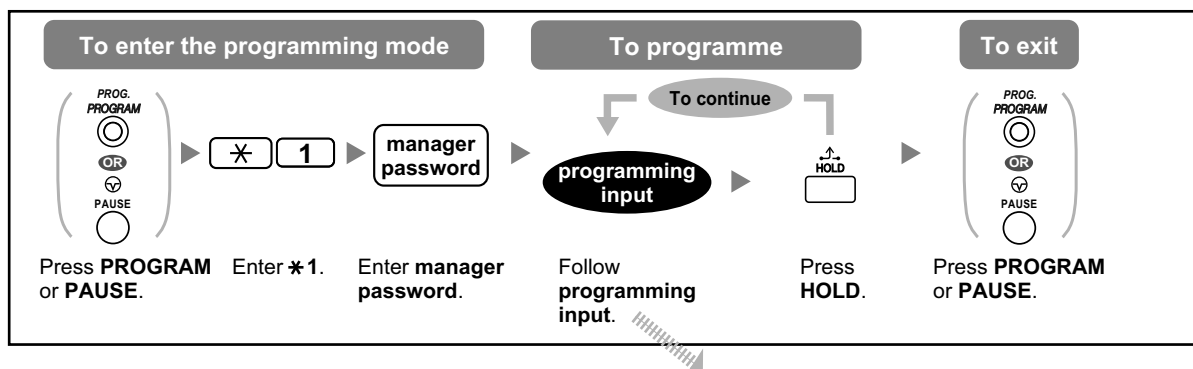 To enter the programming mode
To programme
To exit
PROG.
PROGRAM
OR
PAUSE
✳ 1
manager
password
To continue
programming
input
HOLD
PROG.
PROGRAM
OR
PAUSE
Press PROGRAM
or PAUSE.
Enter ✳1.
Enter manager
password.
Follow
programming
input.
Press
HOLD.
Press PROGRAM
or PAUSE.